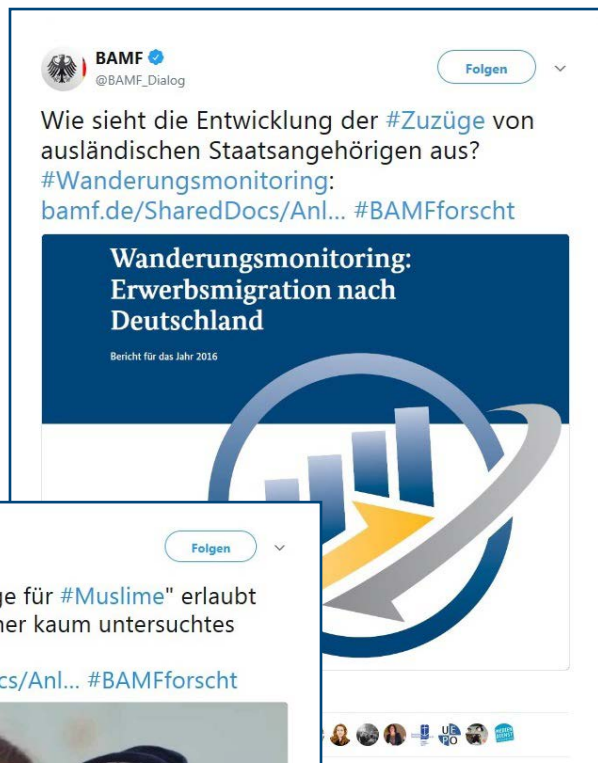 BAMF
@BAMF_Dialog
Folgen
Wie sieht die Entwicklung der #Zuzüge von
ausländischen Staatsangehörigen aus?
#Wanderungsmonitoring:
bamf.de/SharedDocs/Anl... #BAMFforscht
Wanderungsmonitoring:
Erwerbsmigration nach
Deutschland
Bericht für das Jahr 2016
Folgen
ge für #Muslime" erlaubt
her kaum untersuchtes
cs/Anl... #BAMFforscht
UE
PO